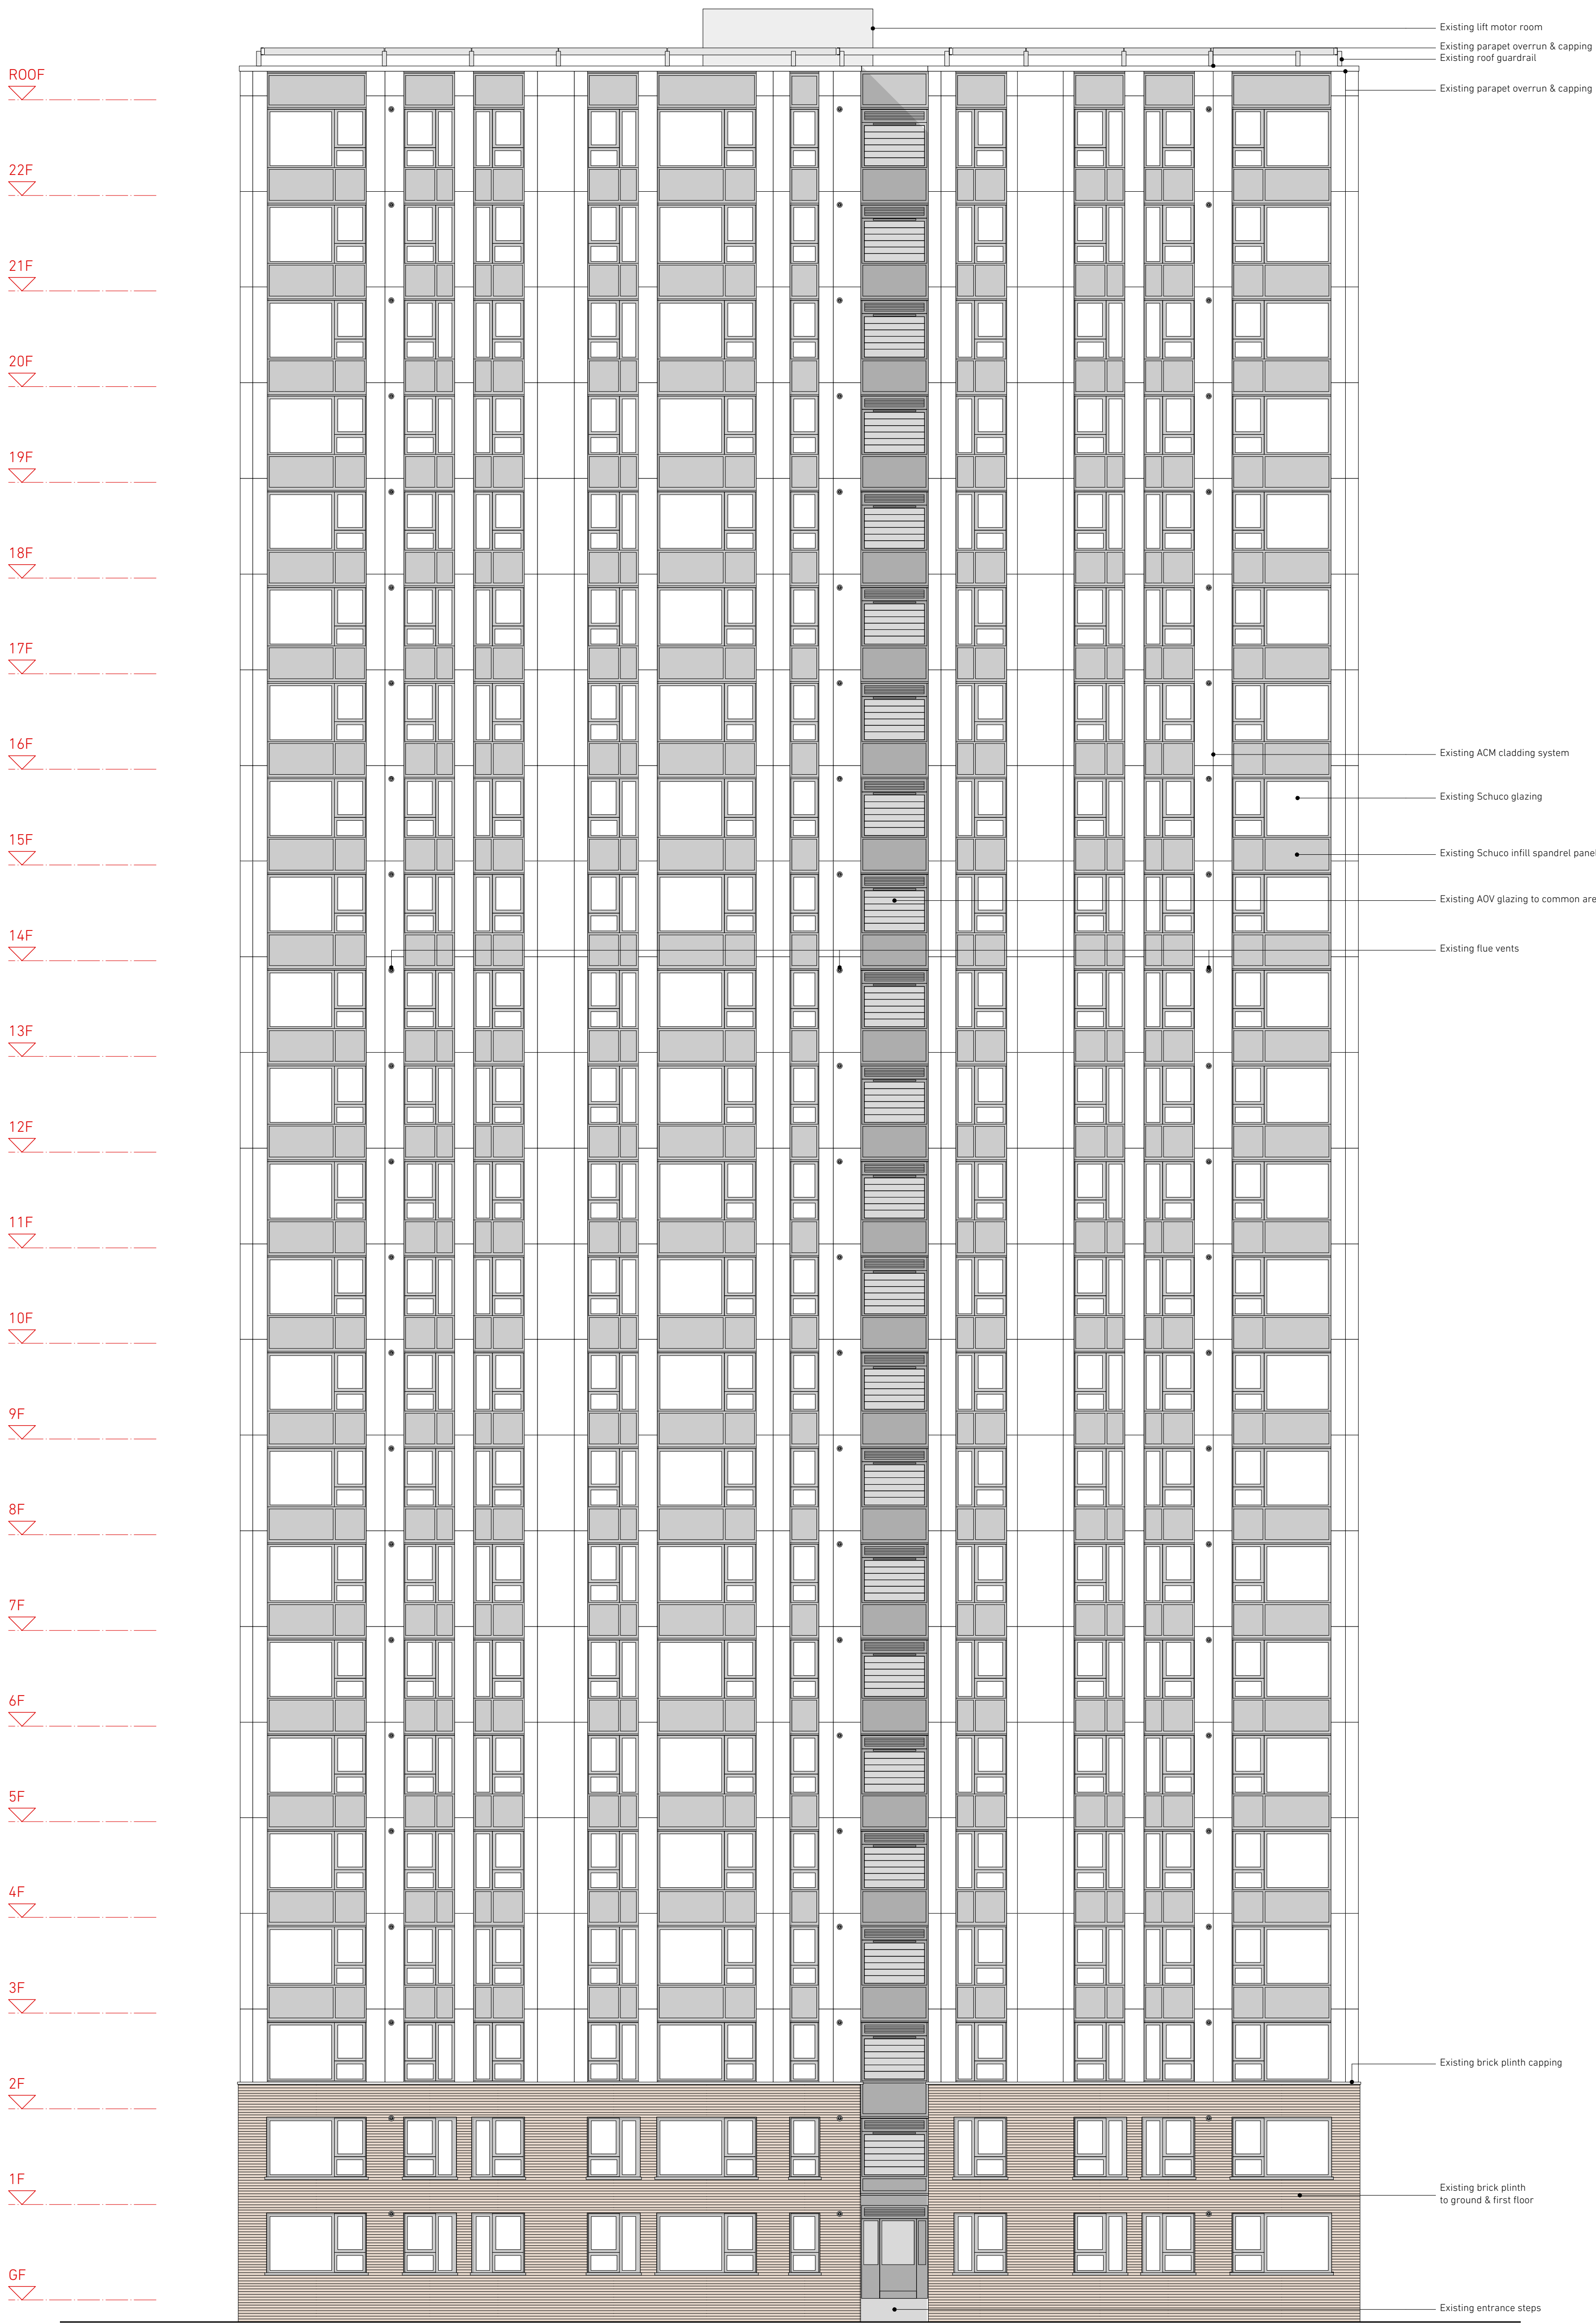 Existing lift motor room
Existing parapet overrun & capping
Existing roof guardrail
ROOF
Existing parapet overrun & capping
22F
21F
20F
19F
18F
17F
16F
Existing ACM cladding system
Existing Schuco glazing
15F
Existing Schuco infill spandrel panel
Existing AOV glazing to common are
14F
Existing flue vents
13F
12F
11F
10F
9F
8F
7F
6F
5F
4F
3F
Existing brick plinth capping
2F
1F
Existing brick plinth
to ground & first floor
GF
Existing entrance steps